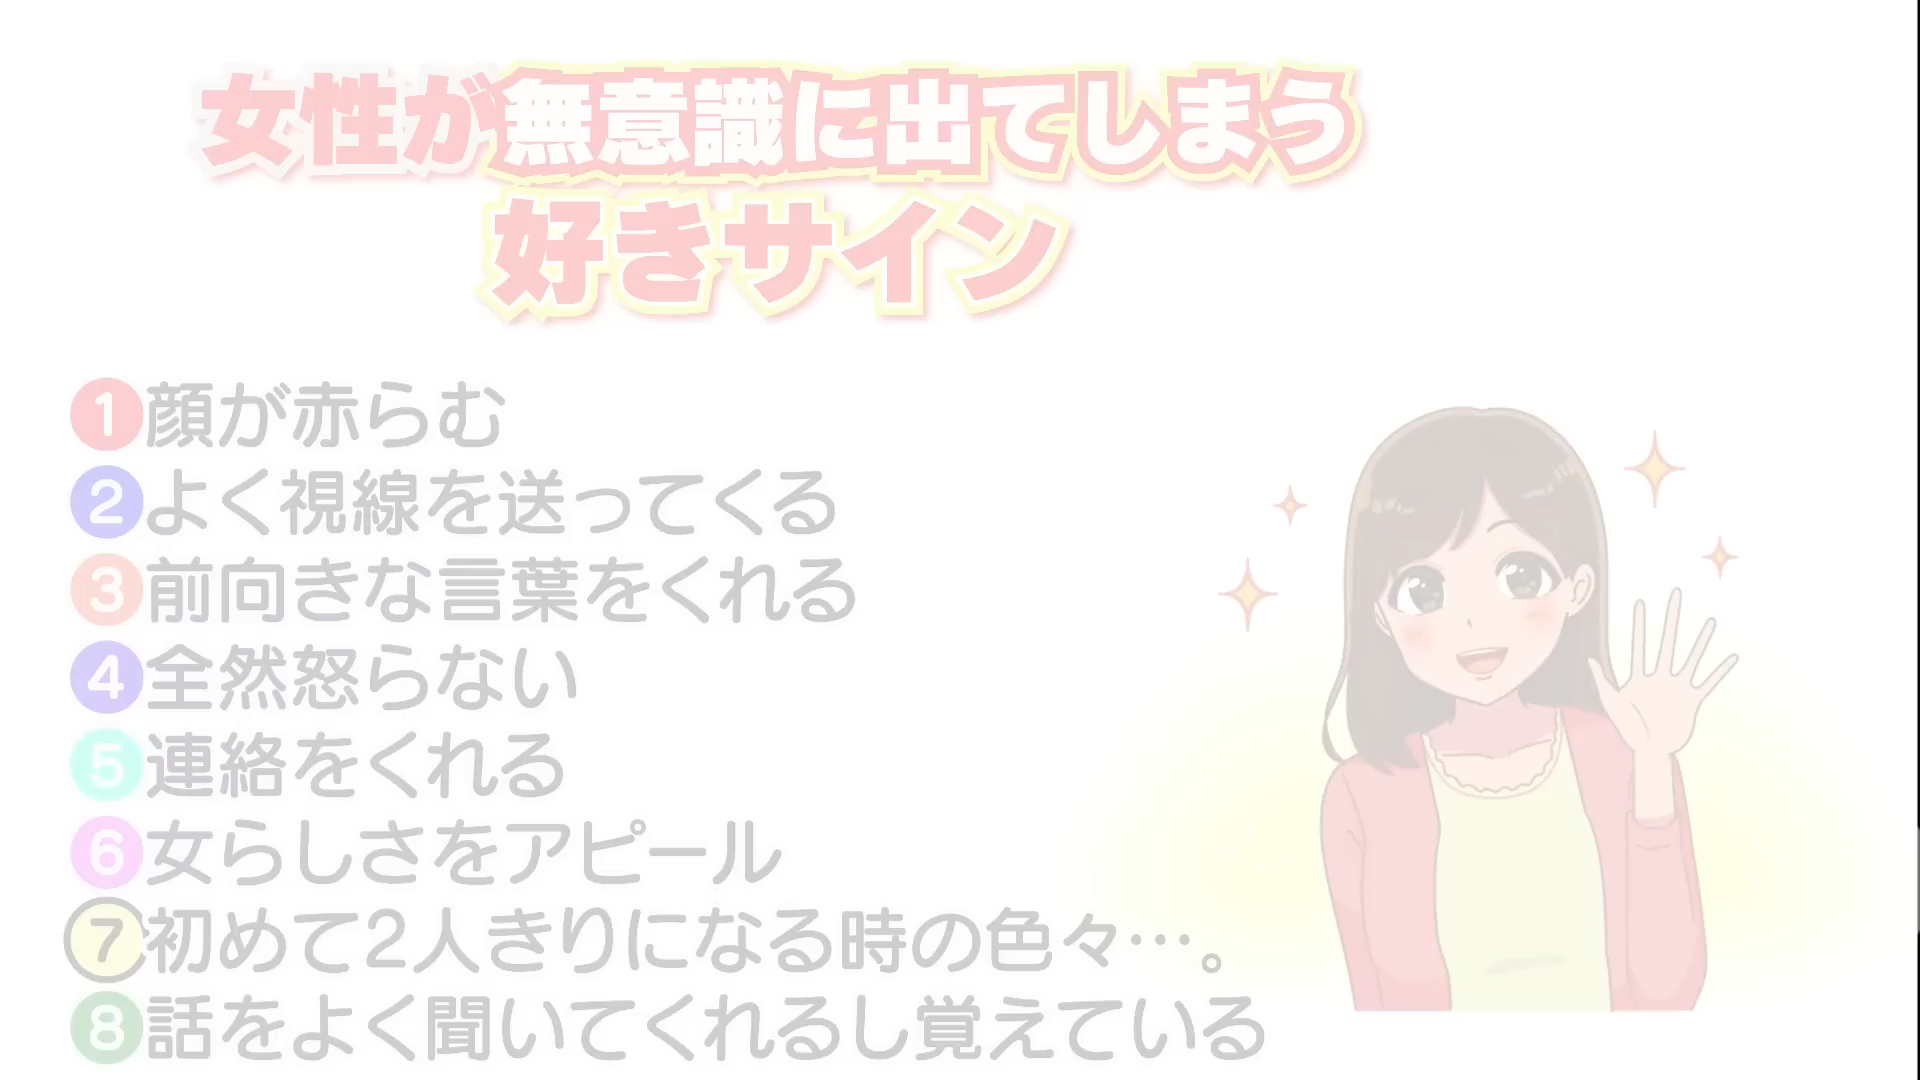 女性が無意識に出てしまう
好きサイン
1顔が赤らむ
2よく視線を送ってくる
3前向きな言葉をくれる
4全然怒らない
5連絡をくれる
6女らしさをアピール
7初めて2人きりになる時の色々…。
8話をよく聞いてくれるし覚えている